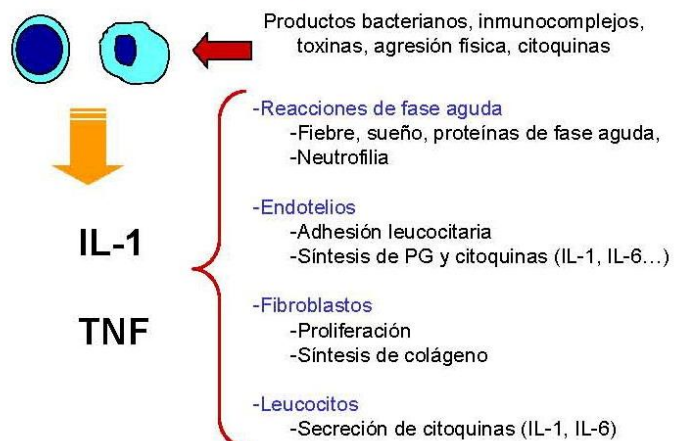 Productos bacterianos, inmunocomplejos,
toxinas, agresión física, citoquinas
-Reacciones de fase aguda
-Fiebre, sueño, proteínas de fase aguda,
-Neutrofilia
-Endotelios
-Adhesión leucocitaria
-Síntesis de PG y citoquinas (IL-1, IL-6...)
IL-1
TNF
-Fibroblastos
-Proliferación
-Síntesis de colágeno
-Leucocitos
-Secreción de citoquinas (IL-1, IL-6)